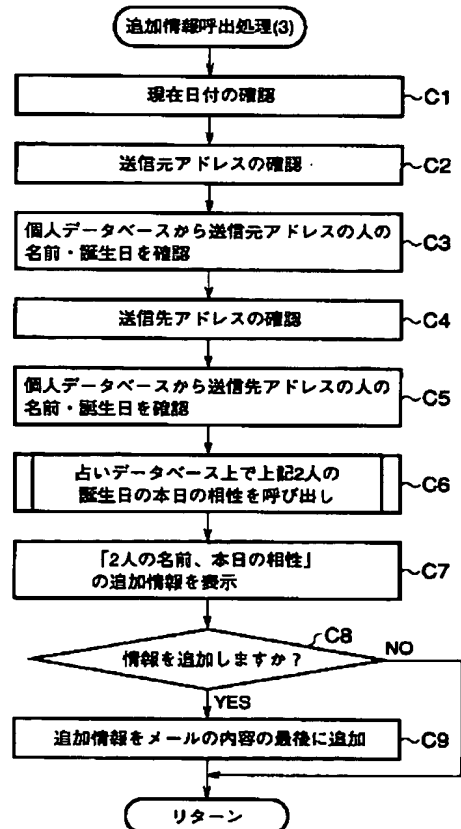 追加情報呼出処理(3)
現在日付の確認
C1
送信元アドレスの確認
C2
個人データベースから送信元アドレスの人の
名前・誕生日を確認
C3
送信先アドレスの確認
C4
個人データベースから送信先アドレスの人の
名前・誕生日を確認
C5
占いデータベース上で上記2人の
誕生日の本日の相性を呼び出し
C6
「2人の名前、本日の相性」
の追加情報を表示
C7
C8
情報を追加しますか?
NO
YES
追加情報をメールの内容の最後に追加
C9
リターン